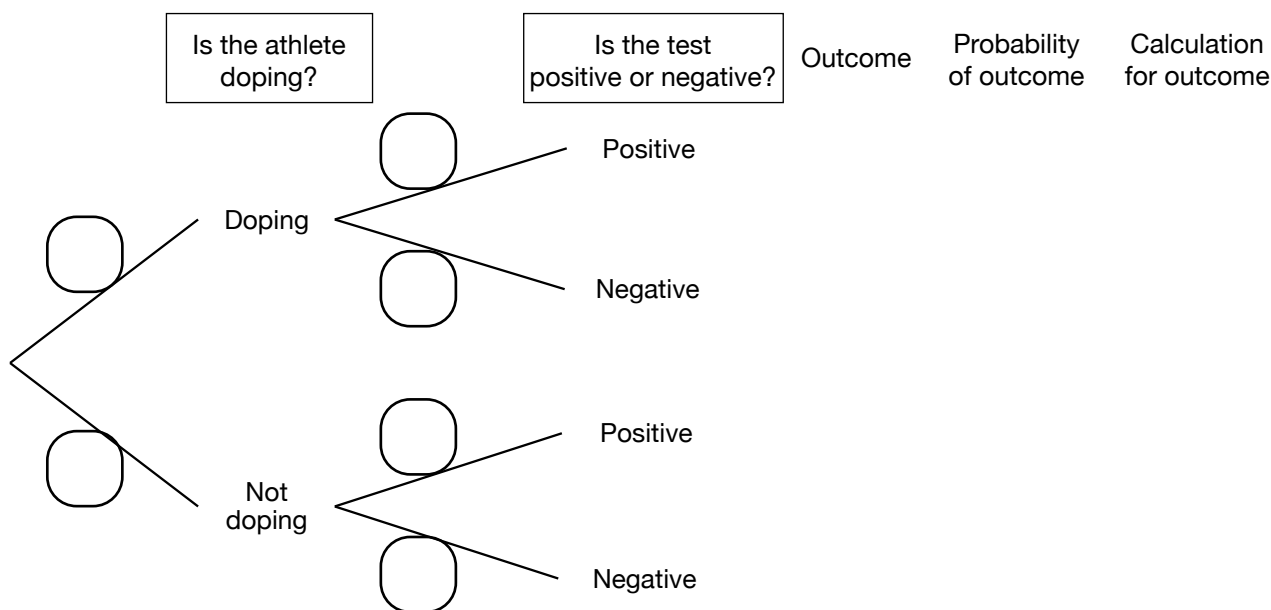 Is the athlete
doping?
Is the test
positive or negative?
Outcome
Probability
of outcome
Calculation
for outcome
Positive
Doping
Negative
Positive
Not
doping
Negative